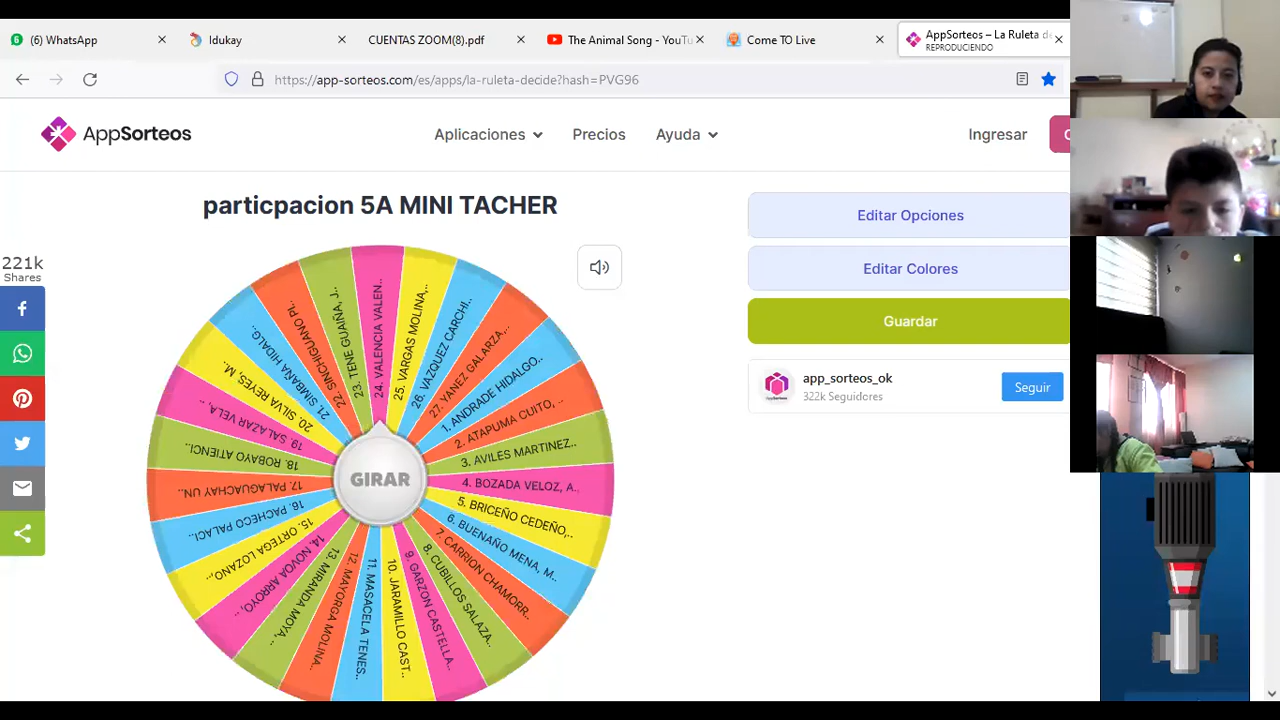 (6) WhatsApp
Idukay
CUENTAS ZOOM(8).pdf
The Animal Song - YouTu
Come TO Live
AppSorteos – La Ruleta de
REPRODUCIENDO
https://app-sorteos.com/es/apps/la-ruleta-decide?hash=PVG96
AppSorteos
Aplicaciones
Precios
Ayuda
Ingresar
particpacion 5A MINI TACHER
221k
Shares
Editar Opciones
Editar Colores
Guardar
app_sorteos_ok
322k Seguidores
Seguir
GIRAR
1. ANDRADE HIDALGO..
2. ATAPUMA CUITO, ..
3. AVILES MARTINEZ..
4. BOZADA VELOZ, A..
5. BRICEÑO CEDEÑO,..
6. BUENAÑO MENA, M..
7. CARRION CHAMORR..
8. CUBILLOS SALAZA..
9. GARZON CASTELLA..
10. JARAMILLO CAST..
11. MASACELA TENES..
12. MAYORGA MOLINA..
13. MIRANDA MOYA, ..
14. NOVOA ARROYO, ..
15. ORTEGA LOZANO,..
16. PACHECO PALACI..
17. PALAGUACHAY UN..
18. ROBAYO ATIENCI..
19. SALAZAR VELA, ..
20. SILVA REYES, M..
21. SIMBAÑA HIDALG..
22. SINCHIGUANO PI..
23. TENE GUAIÑA, J..
24. VALENCIA VALEN..
25. VARGAS MOLINA,..
26. VAZQUEZ CARCHI..
27. YANEZ GALARZA,..